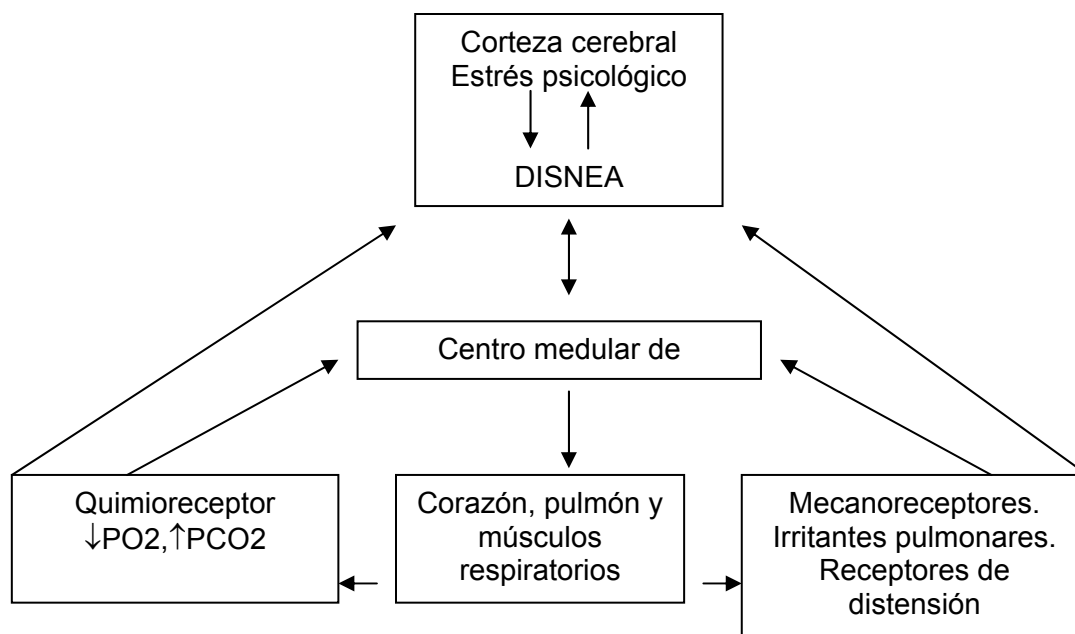 Corteza cerebral
Estrés psicológico
DISNEA
Centro medular de
Quimioreceptor
↓PO2,↑PCO2
Corazón, pulmón y
músculos
respiratorios
Mecanoreceptores.
Irritantes pulmonares.
Receptores de
distensión